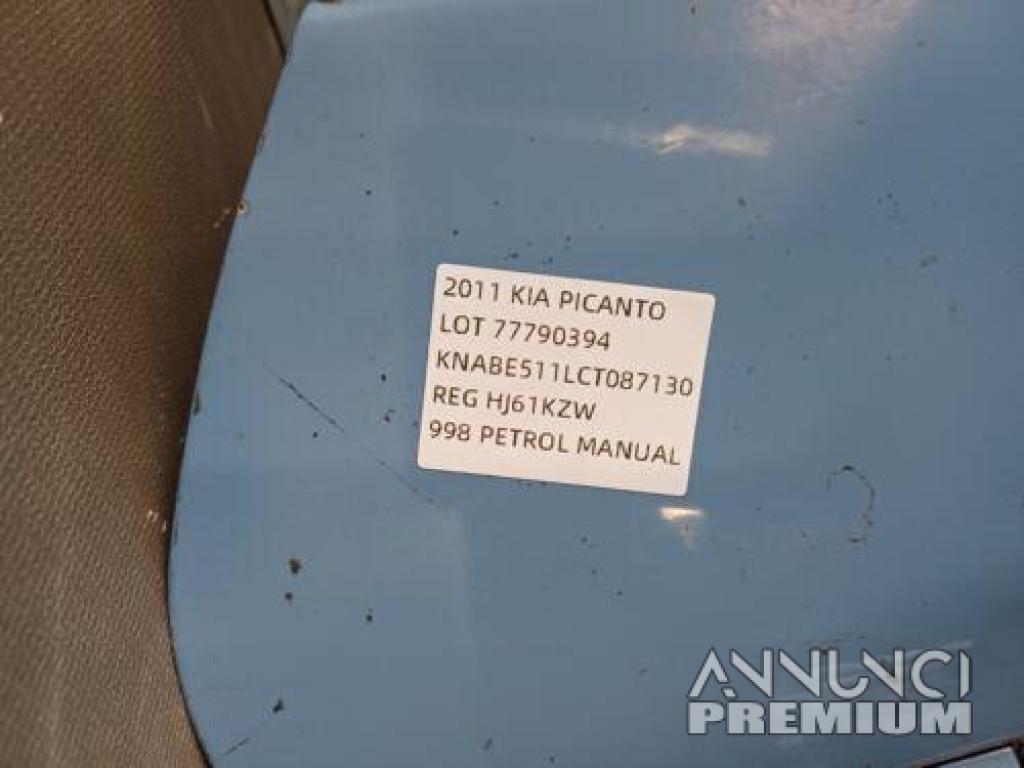 2011 KIA PICANTO
LOT 77790394
KNABE511LCT087130
REG HJ61KZW
998 PETROL MANUAL
ANNUNCI
PREMIUM